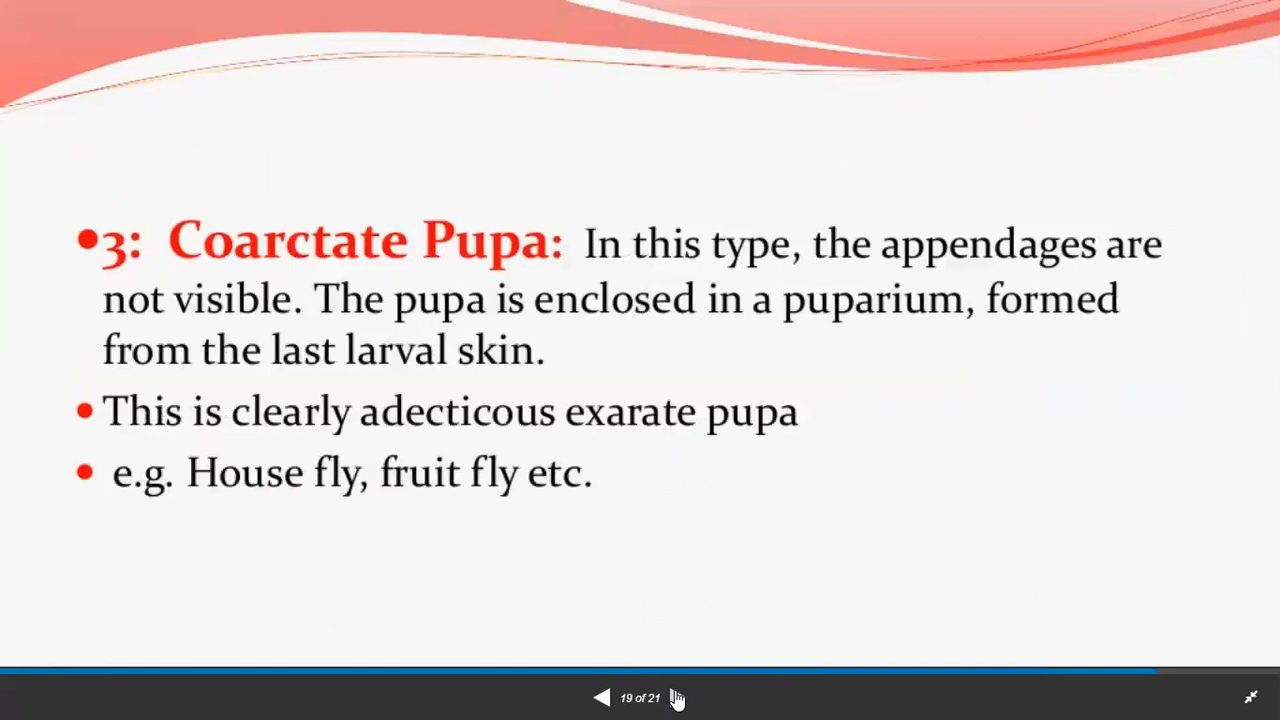 •3: Coarctate Pupa: In this type, the appendages are
not visible. The pupa is enclosed in a puparium, formed
from the last larval skin.
• This is clearly adecticous exarate pupa
• e.g. House fly, fruit fly etc.
19 of 21